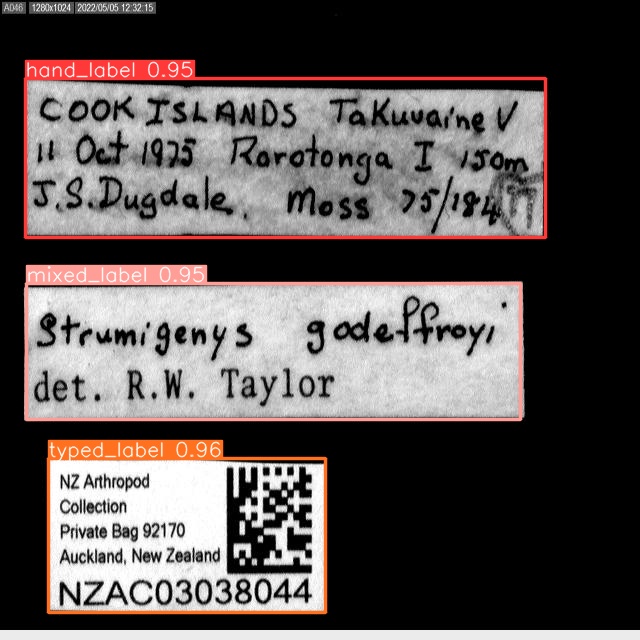 A046 1280x1024 2022/05/05 12:32:15
hand_label 0.95
COOK ISLANDS Takuvaine V
11 Oct 1975 Rarotonga I 150m
J.S.Dugdale. Moss 75/184
mixed_label 0.95
Strumigenys godeffroyi
det. R.W. Taylor
typed_label 0.96
NZ Arthropod
Collection
Private Bag 92170
Auckland, New Zealand
NZAC03038044